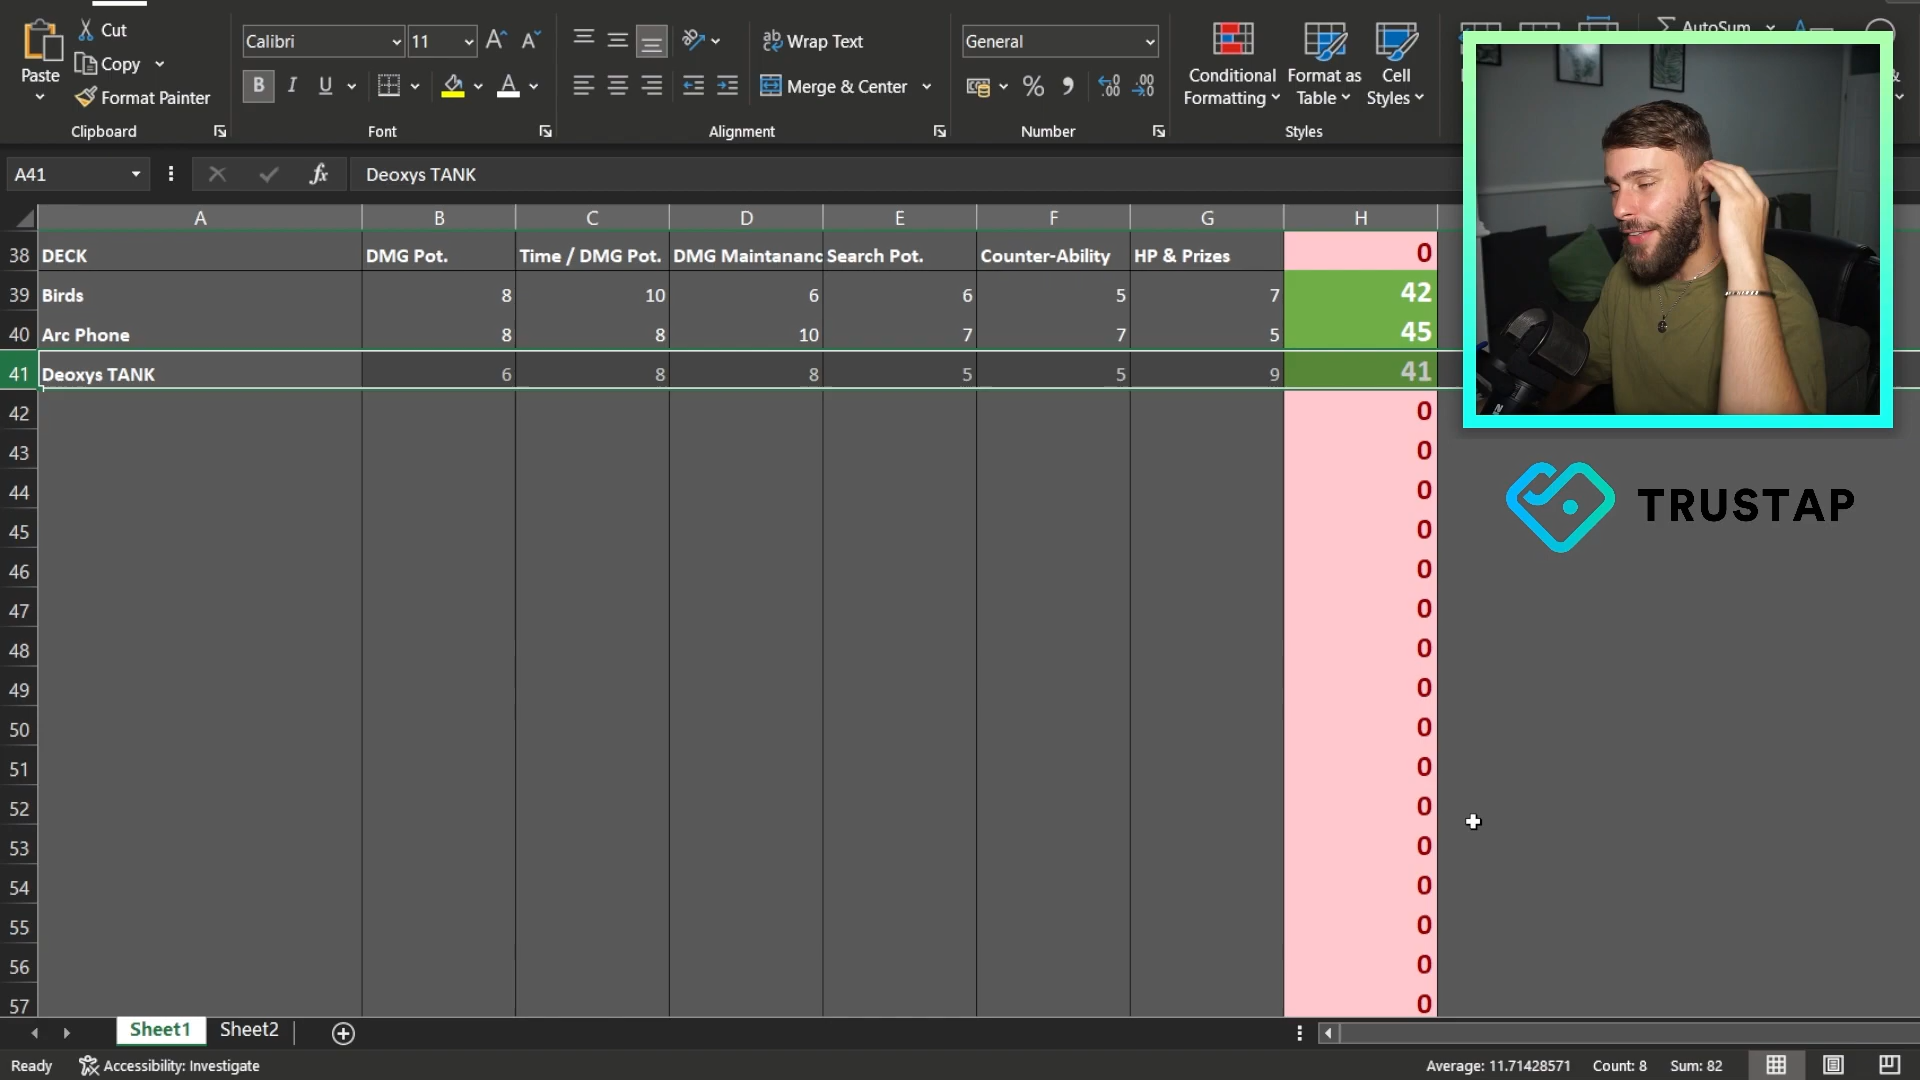 Cut
Copy
Format Painter
Paste
Clipboard
Calibri
11
B I U
Font
Wrap Text
Merge & Center
Alignment
General
Number
Conditional Formatting
Format as Table
Cell Styles
Styles
AutoSum
A41
fx
Deoxys TANK
A B C D E F G H
38 DECK DMG Pot. Time / DMG Pot. DMG Maintananc Search Pot. Counter-Ability HP & Prizes 0
39 Birds 8 10 6 6 5 7 42
40 Arc Phone 8 8 10 7 7 5 45
41 Deoxys TANK 6 8 8 5 5 9 41
42 0
43 0
44 0
45 0
46 0
47 0
48 0
49 0
50 0
51 0
52 0
53 0
54 0
55 0
56 0
57 0
TRUSTAP
Sheet1 Sheet2
Ready Accessibility: Investigate Average: 11.71428571 Count: 8 Sum: 82